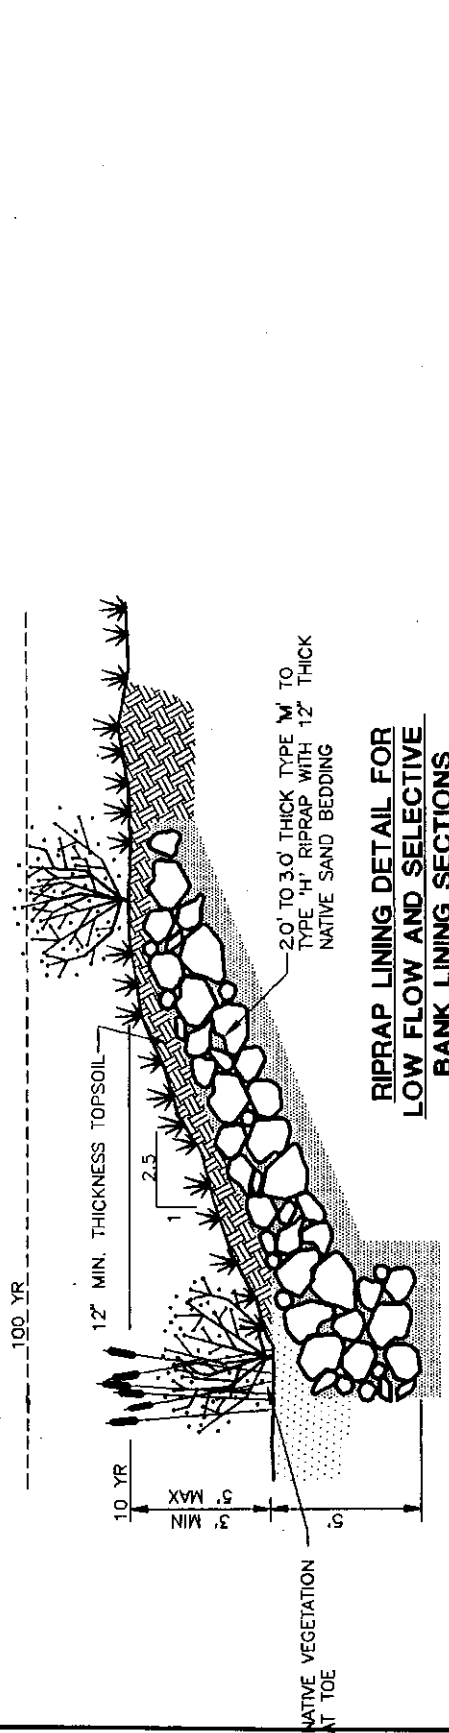 100 YR
12" MIN. THICKNESS TOPSOIL
10 YR
3' MIN
5' MAX
5'
2.5
1
NATIVE VEGETATION
AT TOE
2.0' TO 3.0' THICK TYPE 'M' TO
TYPE 'H' RIPRAP WITH 12" THICK
NATIVE SAND BEDDING
RIPRAP LINING DETAIL FOR
LOW FLOW AND SELECTIVE
BANK LINING SECTIONS